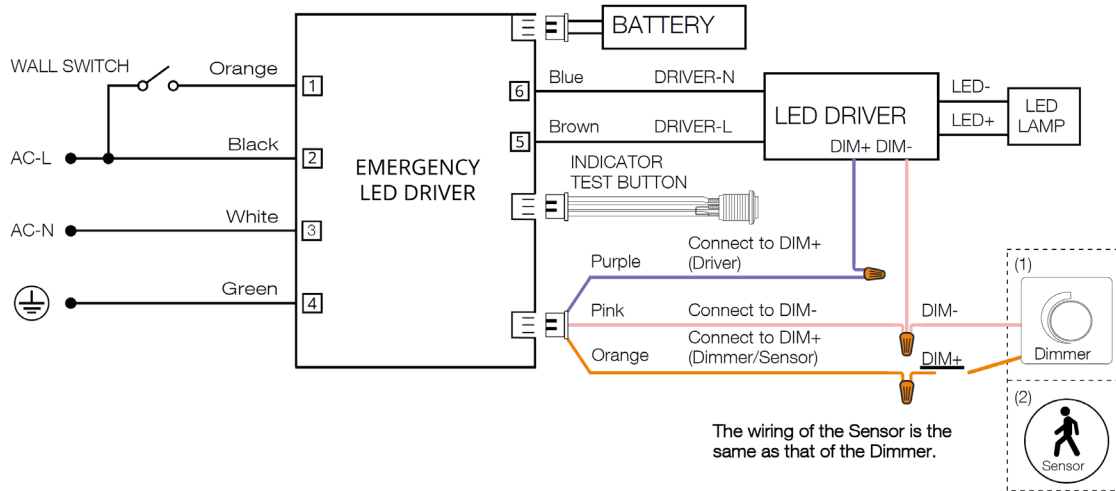 BATTERY
WALL SWITCH
Orange
1
6
Blue
DRIVER-N
LED DRIVER
LED-
LED+
LED
LAMP
Black
AC-L
2
5
Brown
DRIVER-L
DIM+ DIM-
EMERGENCY
LED DRIVER
INDICATOR
TEST BUTTON
White
AC-N
3
Green
4
Purple
Connect to DIM+
(Driver)
Pink
Connect to DIM-
DIM-
Orange
Connect to DIM+
(Dimmer/Sensor)
DIM+
(1)
Dimmer
(2)
Sensor
The wiring of the Sensor is the
same as that of the Dimmer.